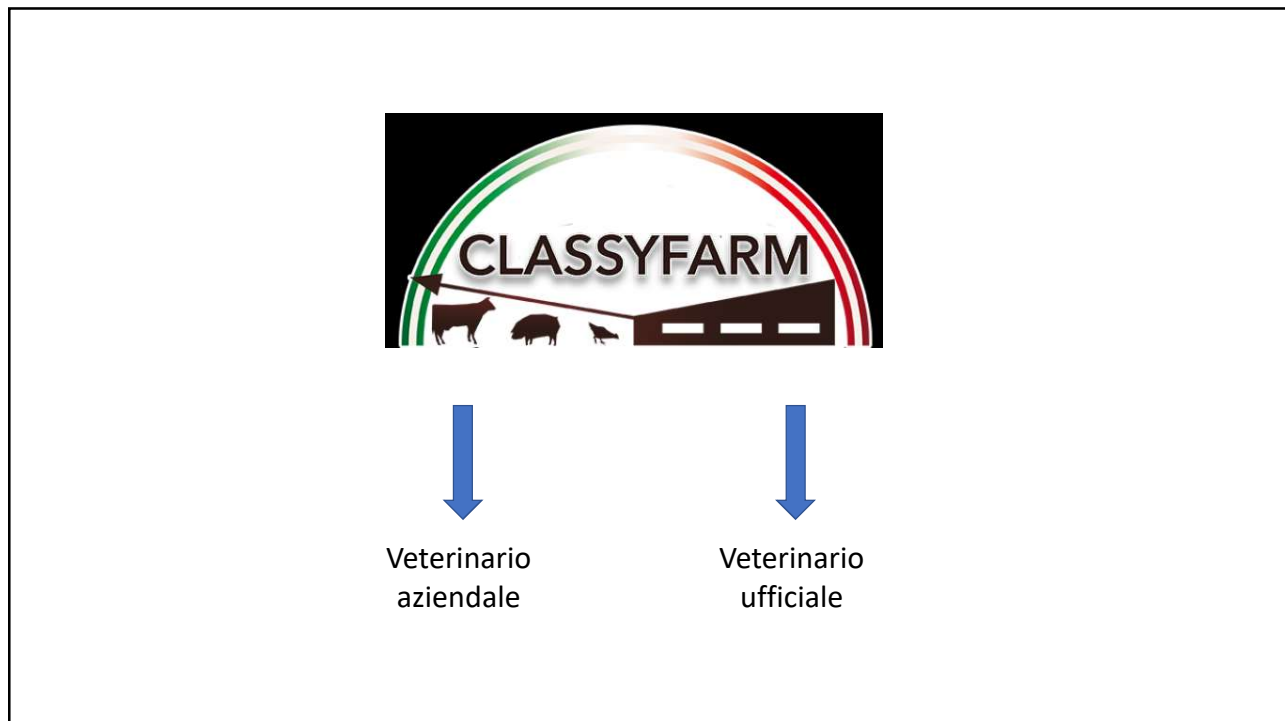 CLASSYFARM
Veterinario
aziendale
Veterinario
ufficiale